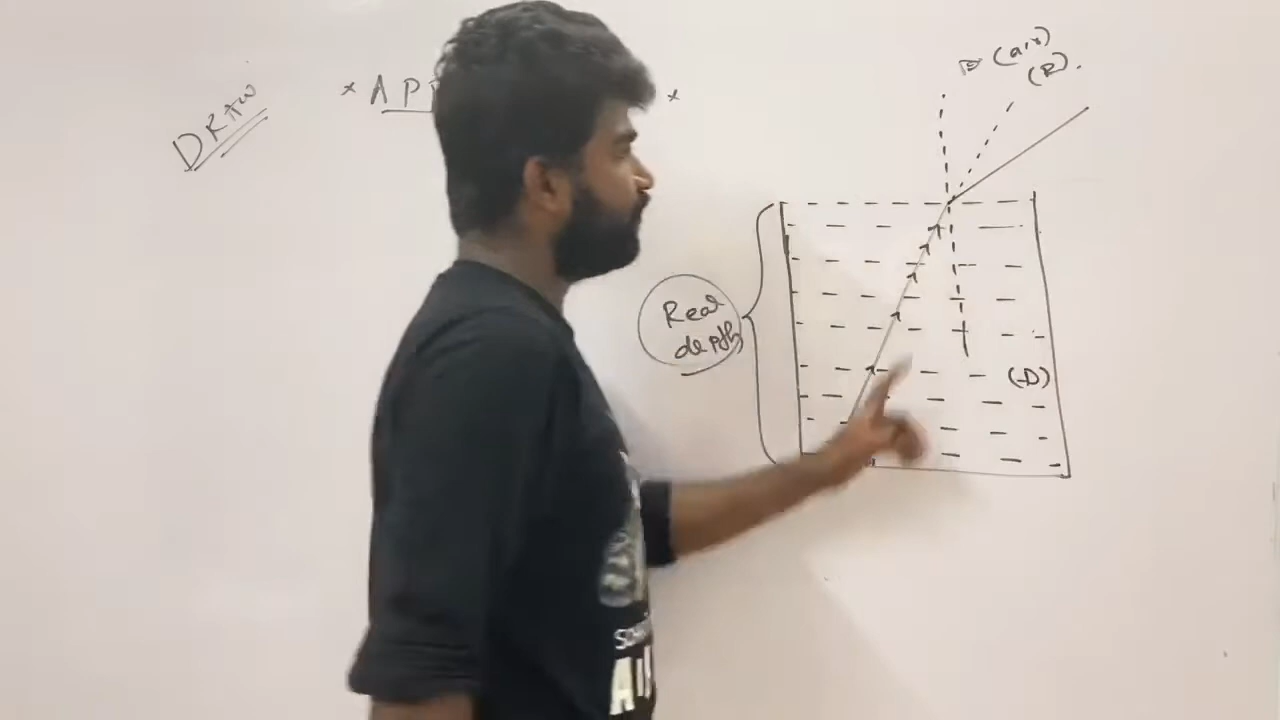 DRAW
* APP *
(air)
(R).
Real
depth
(D)